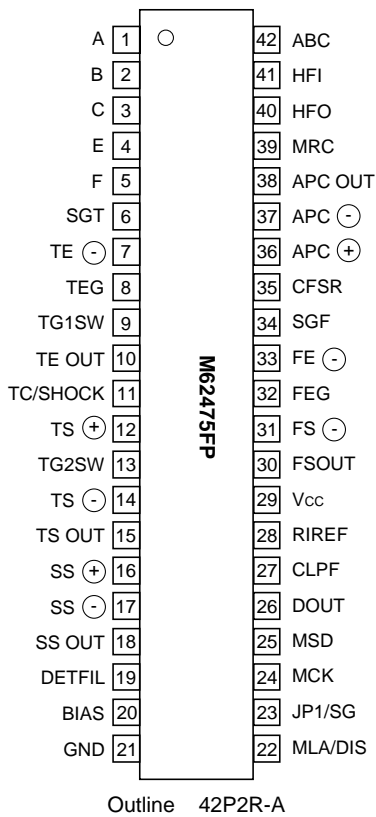 A 1
B 2
C 3
E 4
F 5
SGT 6
TE ⊖ 7
TEG 8
TG1SW 9
TE OUT 10
TC/SHOCK 11
TS ⊕ 12
TG2SW 13
TS ⊖ 14
TS OUT 15
SS ⊕ 16
SS ⊖ 17
SS OUT 18
DETFIL 19
BIAS 20
GND 21
M62475FP
42 ABC
41 HFI
40 HFO
39 MRC
38 APC OUT
37 APC ⊖
36 APC ⊕
35 CFSR
34 SGF
33 FE ⊖
32 FEG
31 FS ⊖
30 FSOUT
29 Vcc
28 RIREF
27 CLPF
26 DOUT
25 MSD
24 MCK
23 JP1/SG
22 MLA/DIS
Outline 42P2R-A